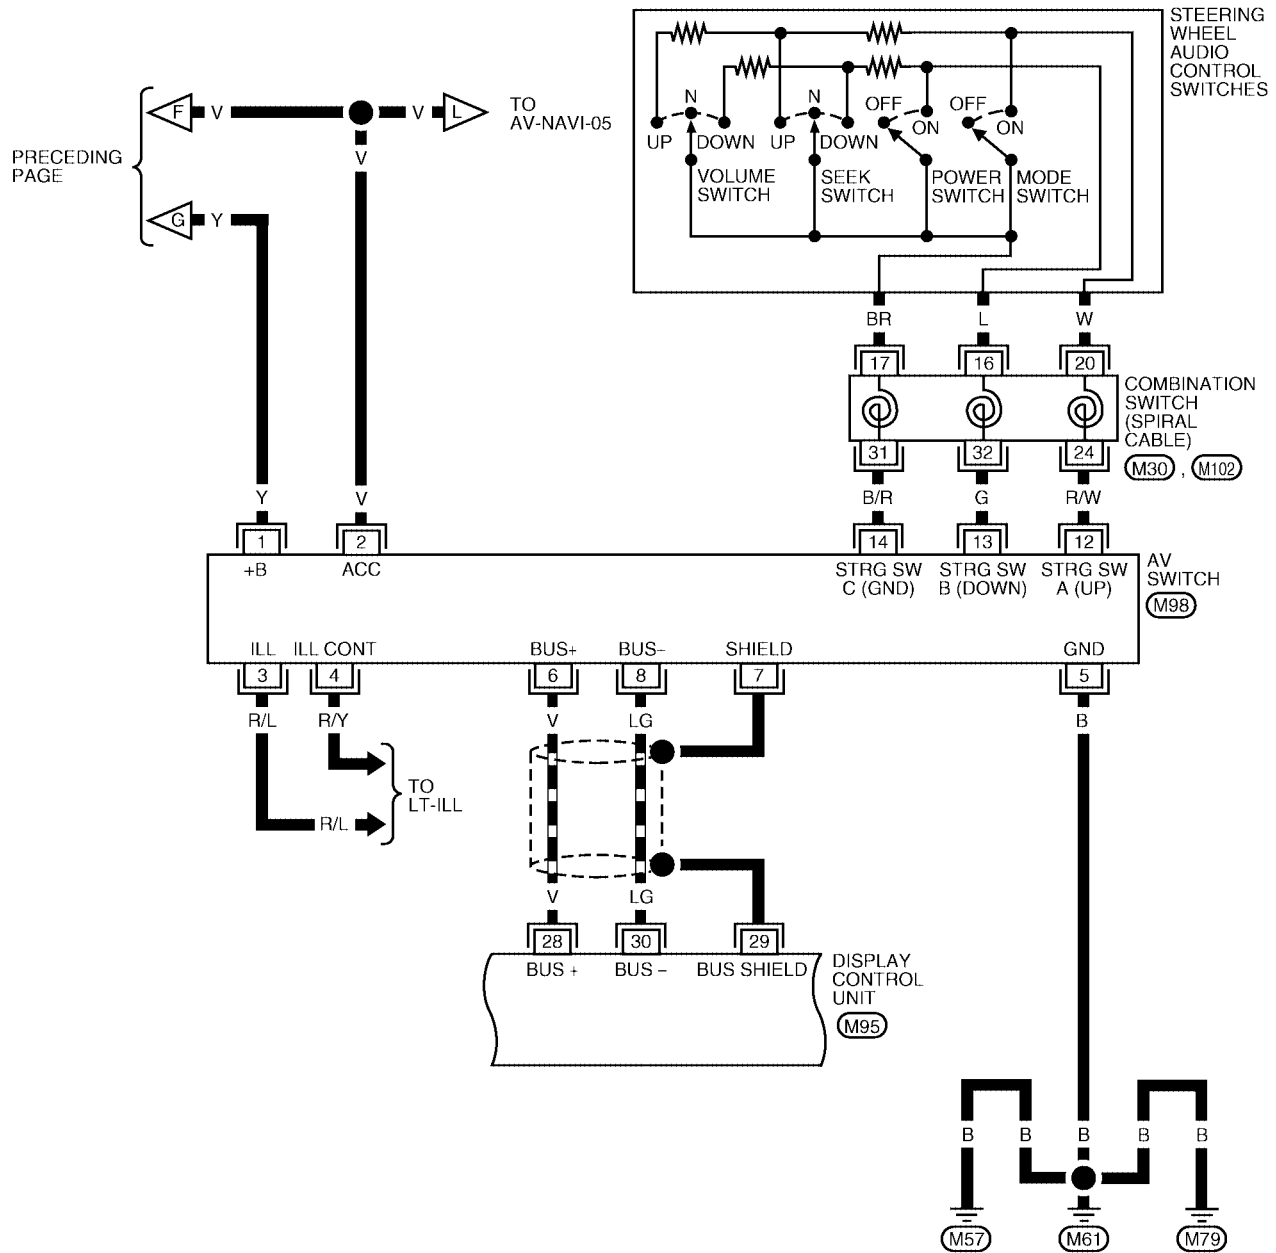 STEERING
WHEEL
AUDIO
CONTROL
SWITCHES
F V V L TO
AV-NAVI-05
PRECEDING
PAGE
V
G Y
N N OFF OFF
UP DOWN UP DOWN ON ON
VOLUME
SWITCH
SEEK
SWITCH
POWER
SWITCH
MODE
SWITCH
BR L W
17 16 20
COMBINATION
SWITCH
(SPIRAL
CABLE)
M30 , M102
31 32 24
Y V B/R G R/W
1 2 14 13 12
+B ACC
STRG SW
C (GND)
STRG SW
B (DOWN)
STRG SW
A (UP)
AV
SWITCH
M98
ILL ILL CONT BUS+ BUS- SHIELD GND
3 4 6 8 7 5
R/L R/Y V LG B
TO
LT-ILL
R/L
V LG
28 30 29
BUS + BUS – BUS SHIELD
DISPLAY
CONTROL
UNIT
M95
B B B B B
M57 M61 M79